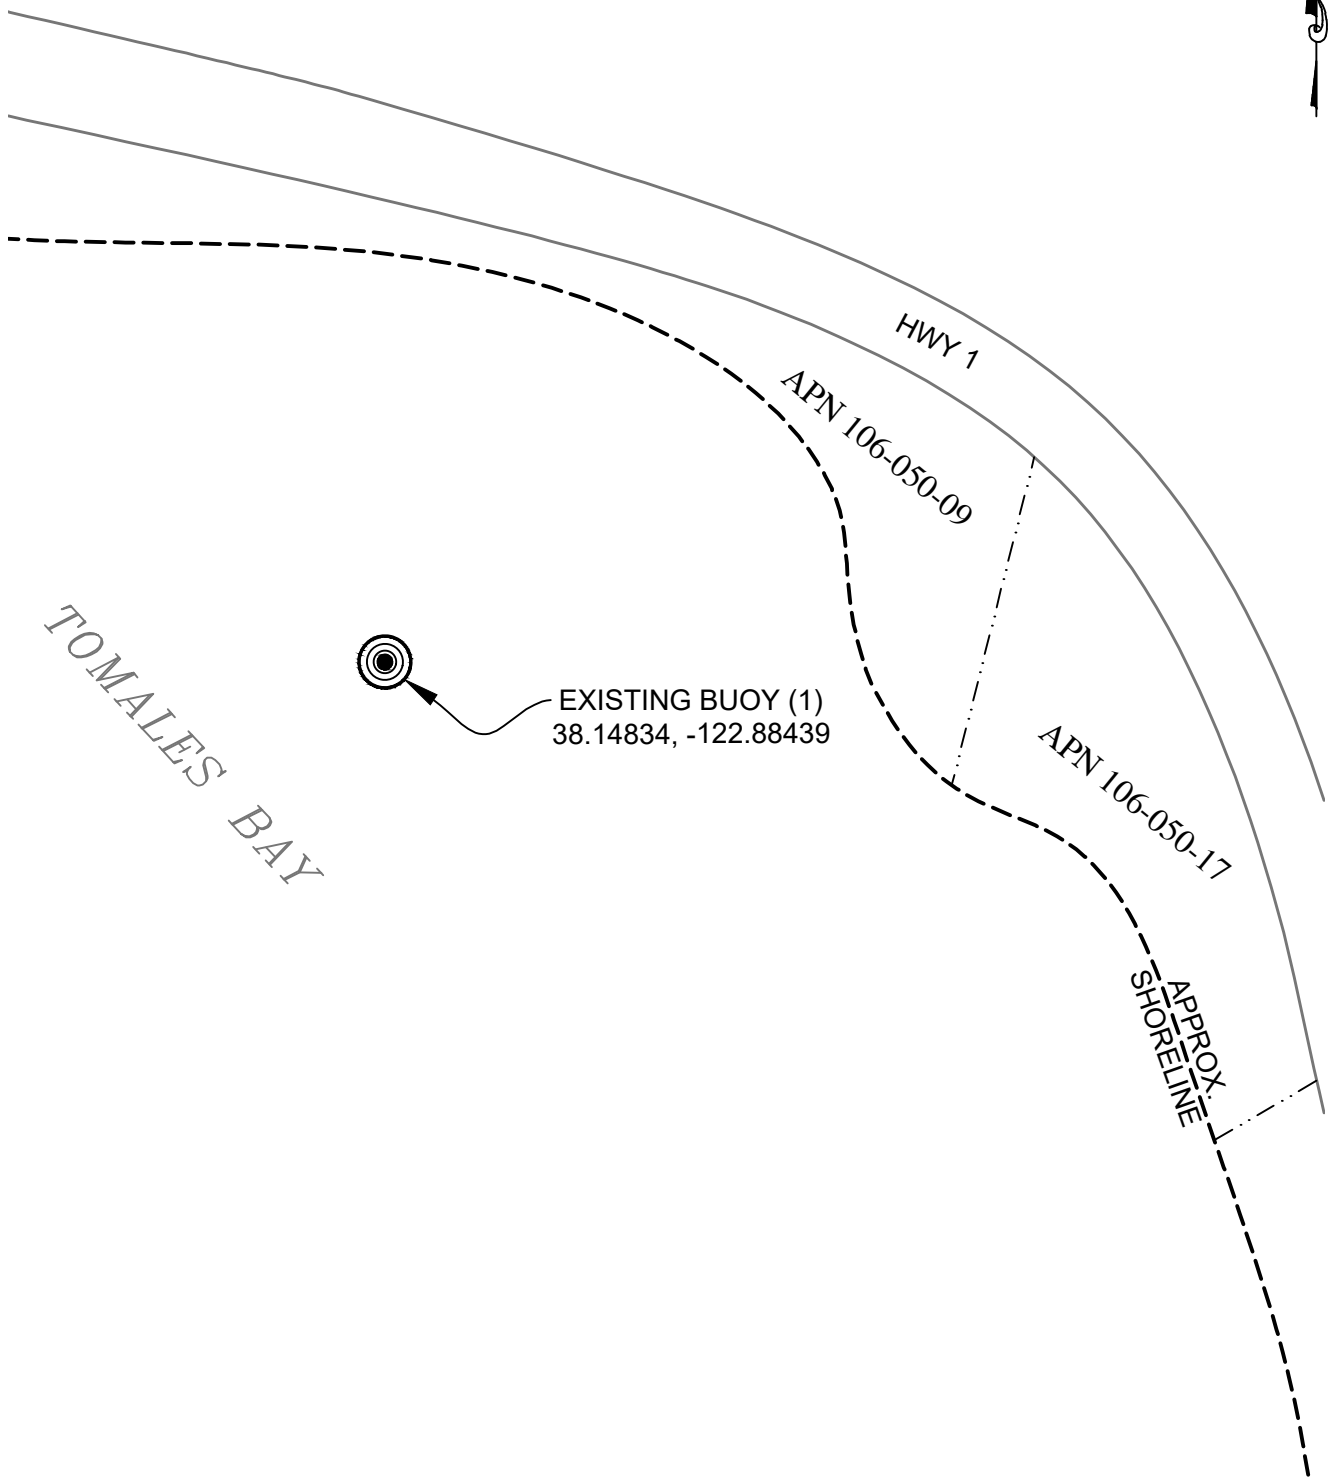 HWY 1
APN 106-050-09
TOMALES BAY
EXISTING BUOY (1)
38.14834, -122.88439
APN 106-050-17
APPROX.
SHORELINE